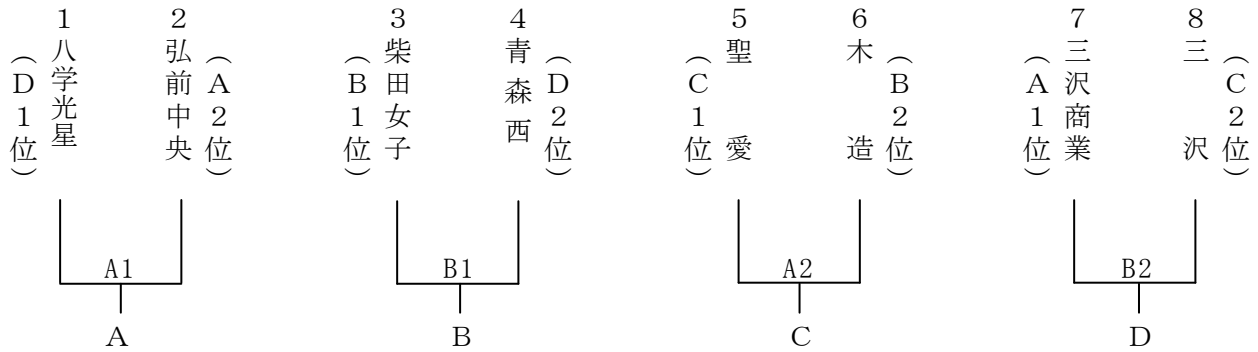 1 八学光星
（D1位）
2 弘前中央
（A2位）
3 柴田女子
（B1位）
4 青森西
（D2位）
5 聖愛
（C1位）
6 木造
（B2位）
7 三沢商業
（A1位）
8 三沢
（C2位）
A1
B1
A2
B2
A
B
C
D